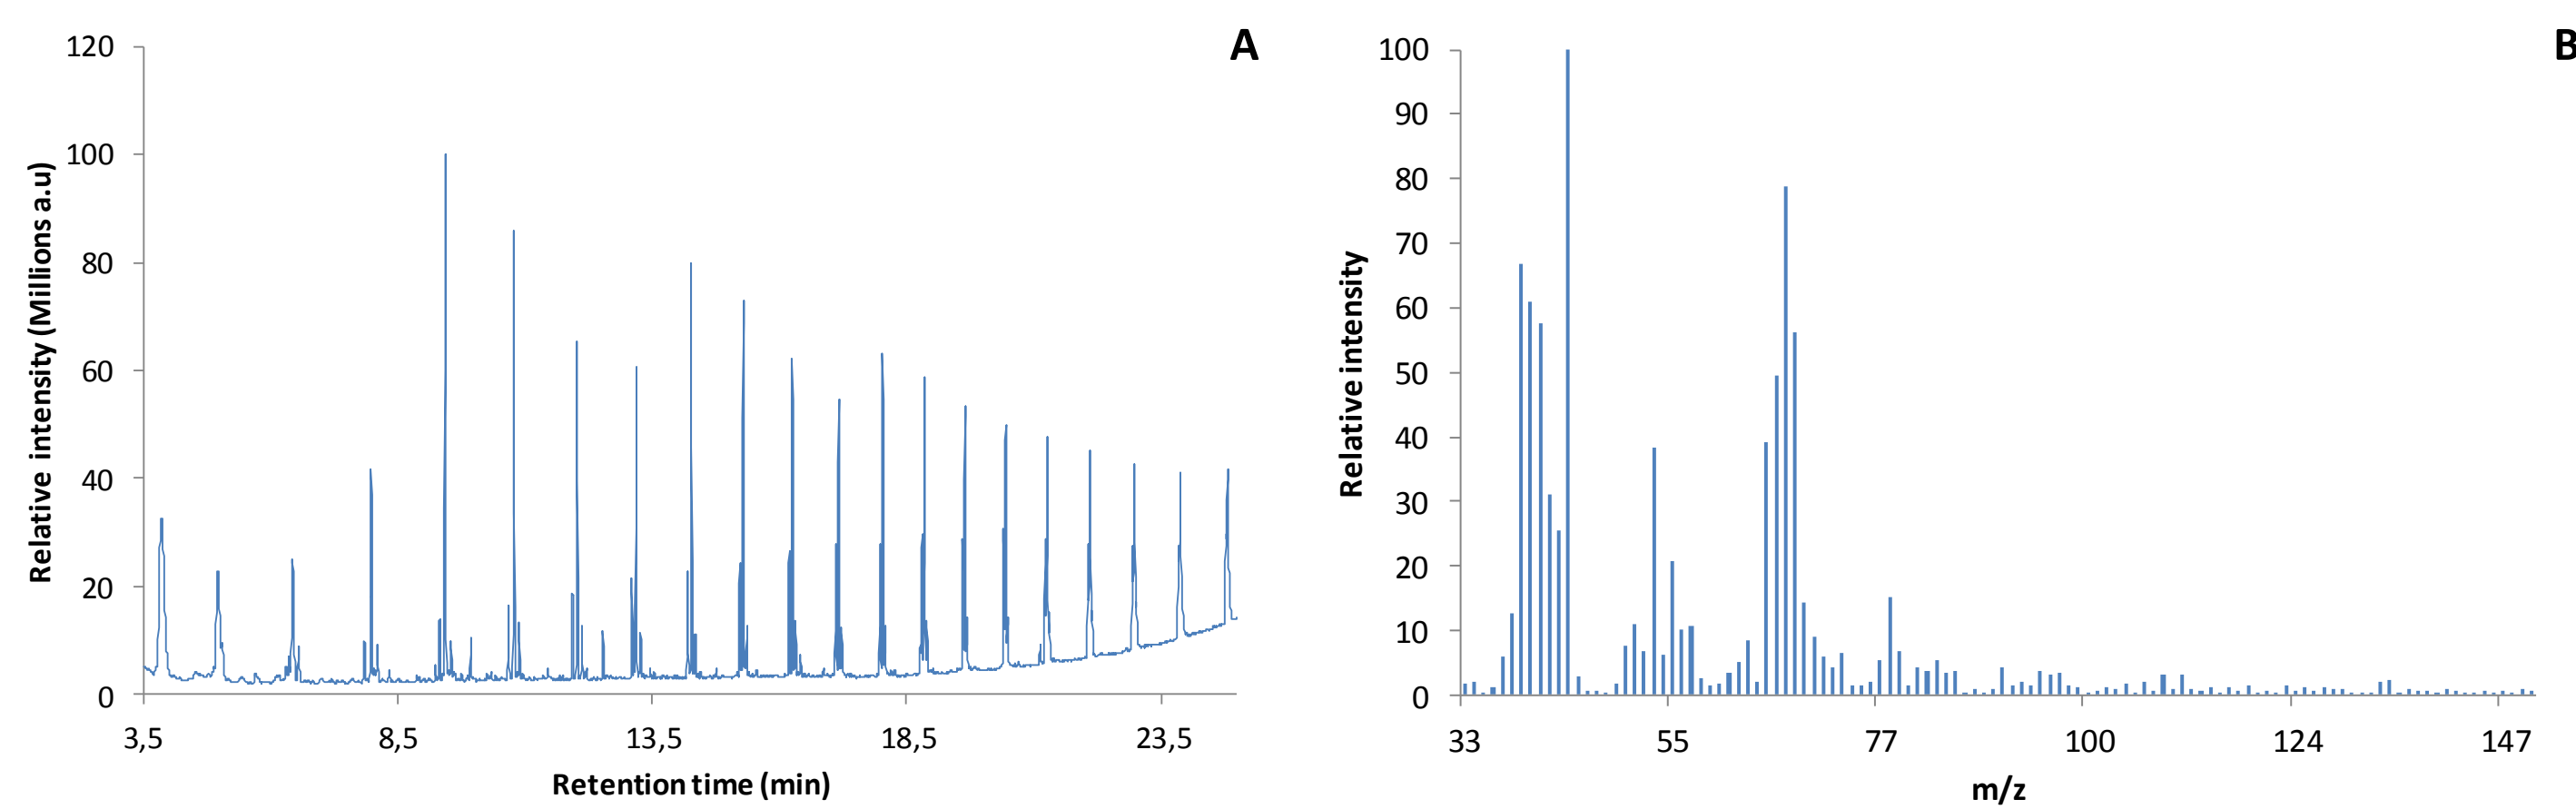 A
Relative intensity (Millions a.u)
120
100
80
60
40
20
0
3,5 8,5 13,5 18,5 23,5
Retention time (min)
B
Relative intensity
100
90
80
70
60
50
40
30
20
10
0
33 55 77 100 124 147
m/z